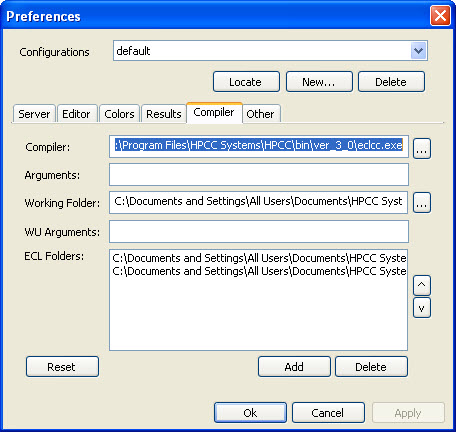 Preferences
Configurations default
Locate New... Delete
Server Editor Colors Results Compiler Other
Compiler: :\Program Files\HPCC Systems\HPCC\bin\ver_3_0\eclcc.exe ...
Arguments:
Working Folder: C:\Documents and Settings\All Users\Documents\HPCC Syst ...
WU Arguments:
ECL Folders: C:\Documents and Settings\All Users\Documents\HPCC Syste
C:\Documents and Settings\All Users\Documents\HPCC Syste
^
v
Reset Add Delete
Ok Cancel Apply